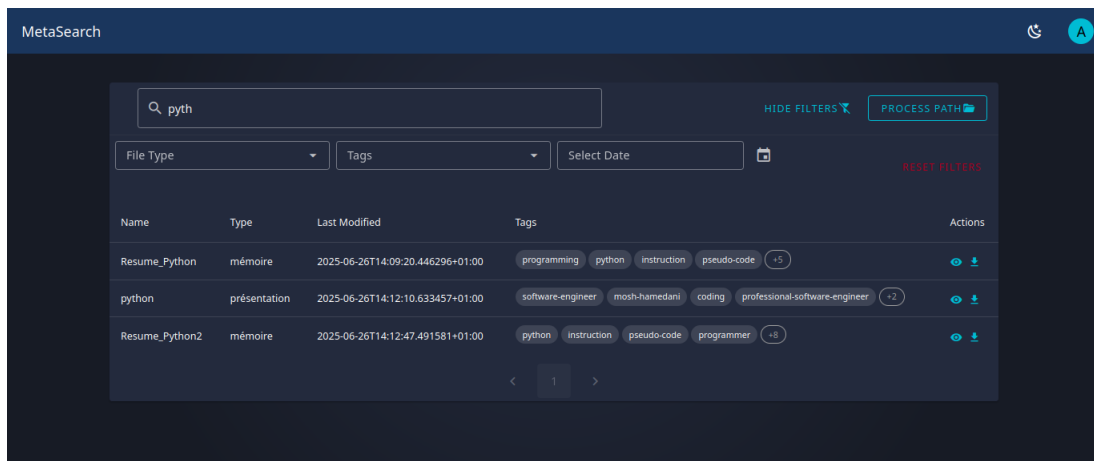 MetaSearch A
pyth HIDE FILTERS PROCESS PATH
File Type Tags Select Date
RESET FILTERS
Name Type Last Modified Tags Actions
Resume_Python mémoire 2025-06-26T14:09:20.446296+01:00 programming python instruction pseudo-code +5
python présentation 2025-06-26T14:12:10.633457+01:00 software-engineer mosh-hamedani coding professional-software-engineer +2
Resume_Python2 mémoire 2025-06-26T14:12:47.491581+01:00 python instruction pseudo-code programmer +8
< 1 >